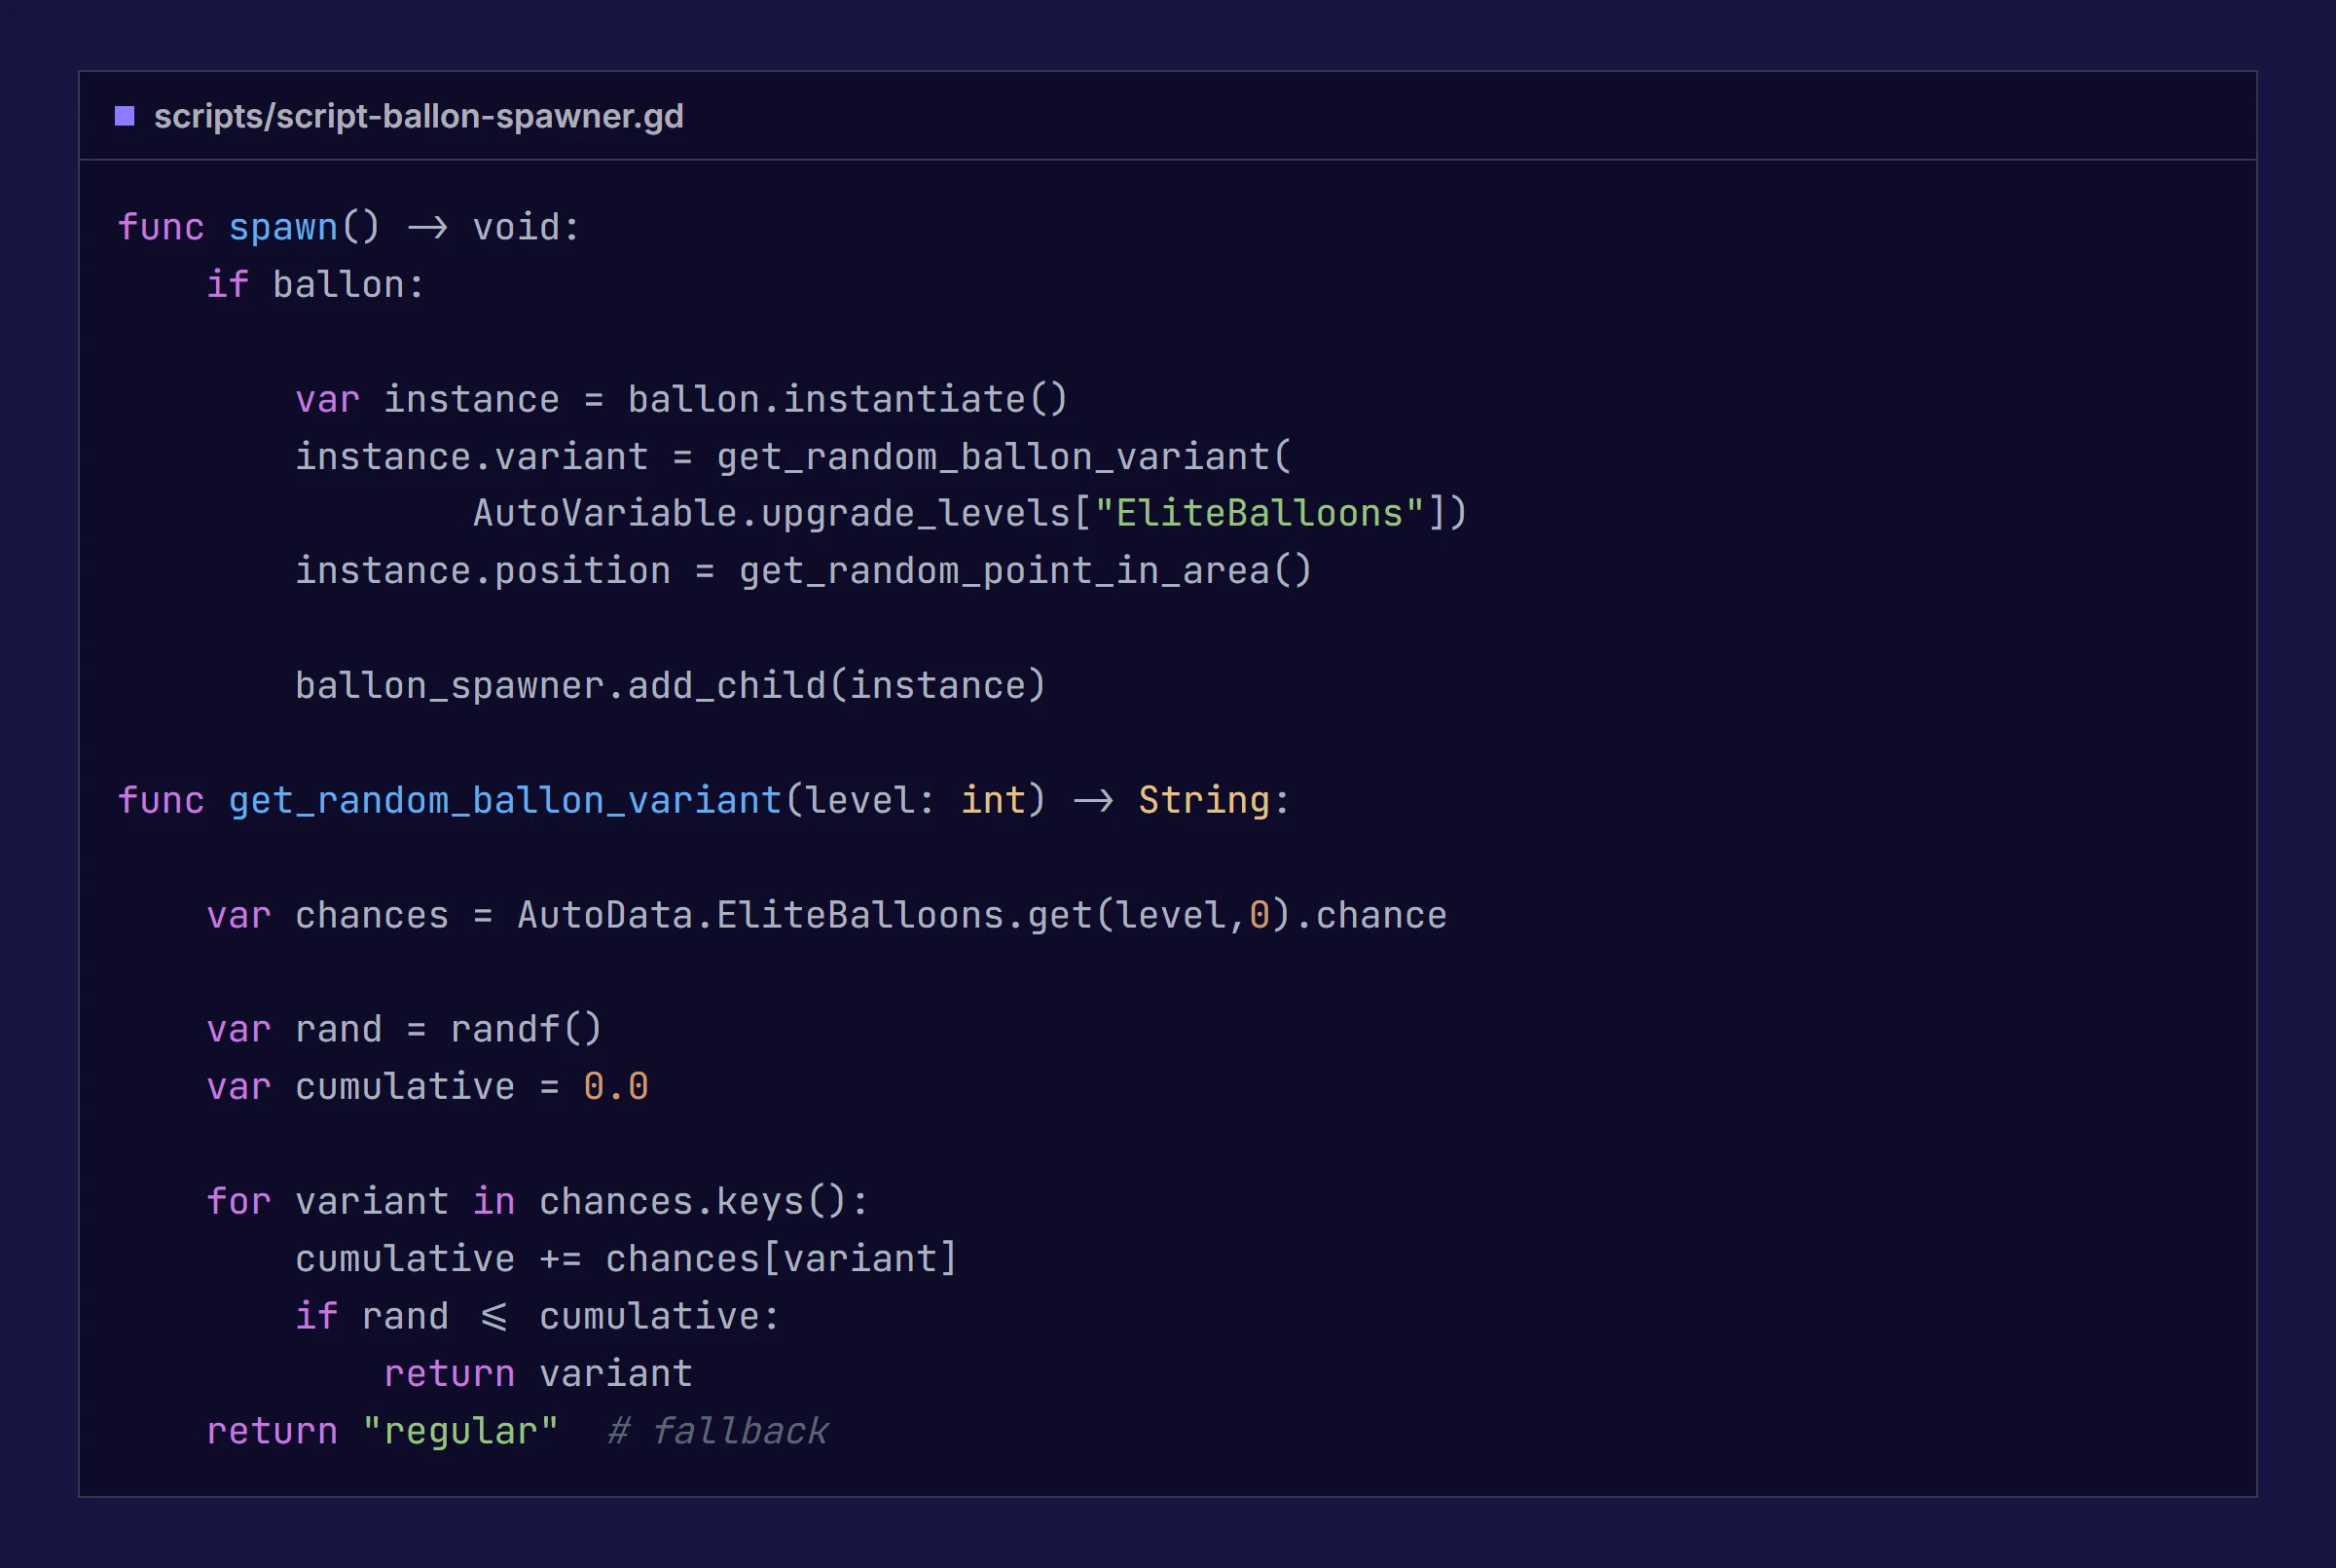 scripts/script-ballon-spawner.gd
func spawn() -> void:
    if ballon:
        var instance = ballon.instantiate()
        instance.variant = get_random_ballon_variant(
                AutoVariable.upgrade_levels["EliteBalloons"])
        instance.position = get_random_point_in_area()
        ballon_spawner.add_child(instance)
func get_random_ballon_variant(level: int) -> String:
    var chances = AutoData.EliteBalloons.get(level,0).chance
    var rand = randf()
    var cumulative = 0.0
    for variant in chances.keys():
        cumulative += chances[variant]
        if rand <= cumulative:
            return variant
    return "regular"  # fallback